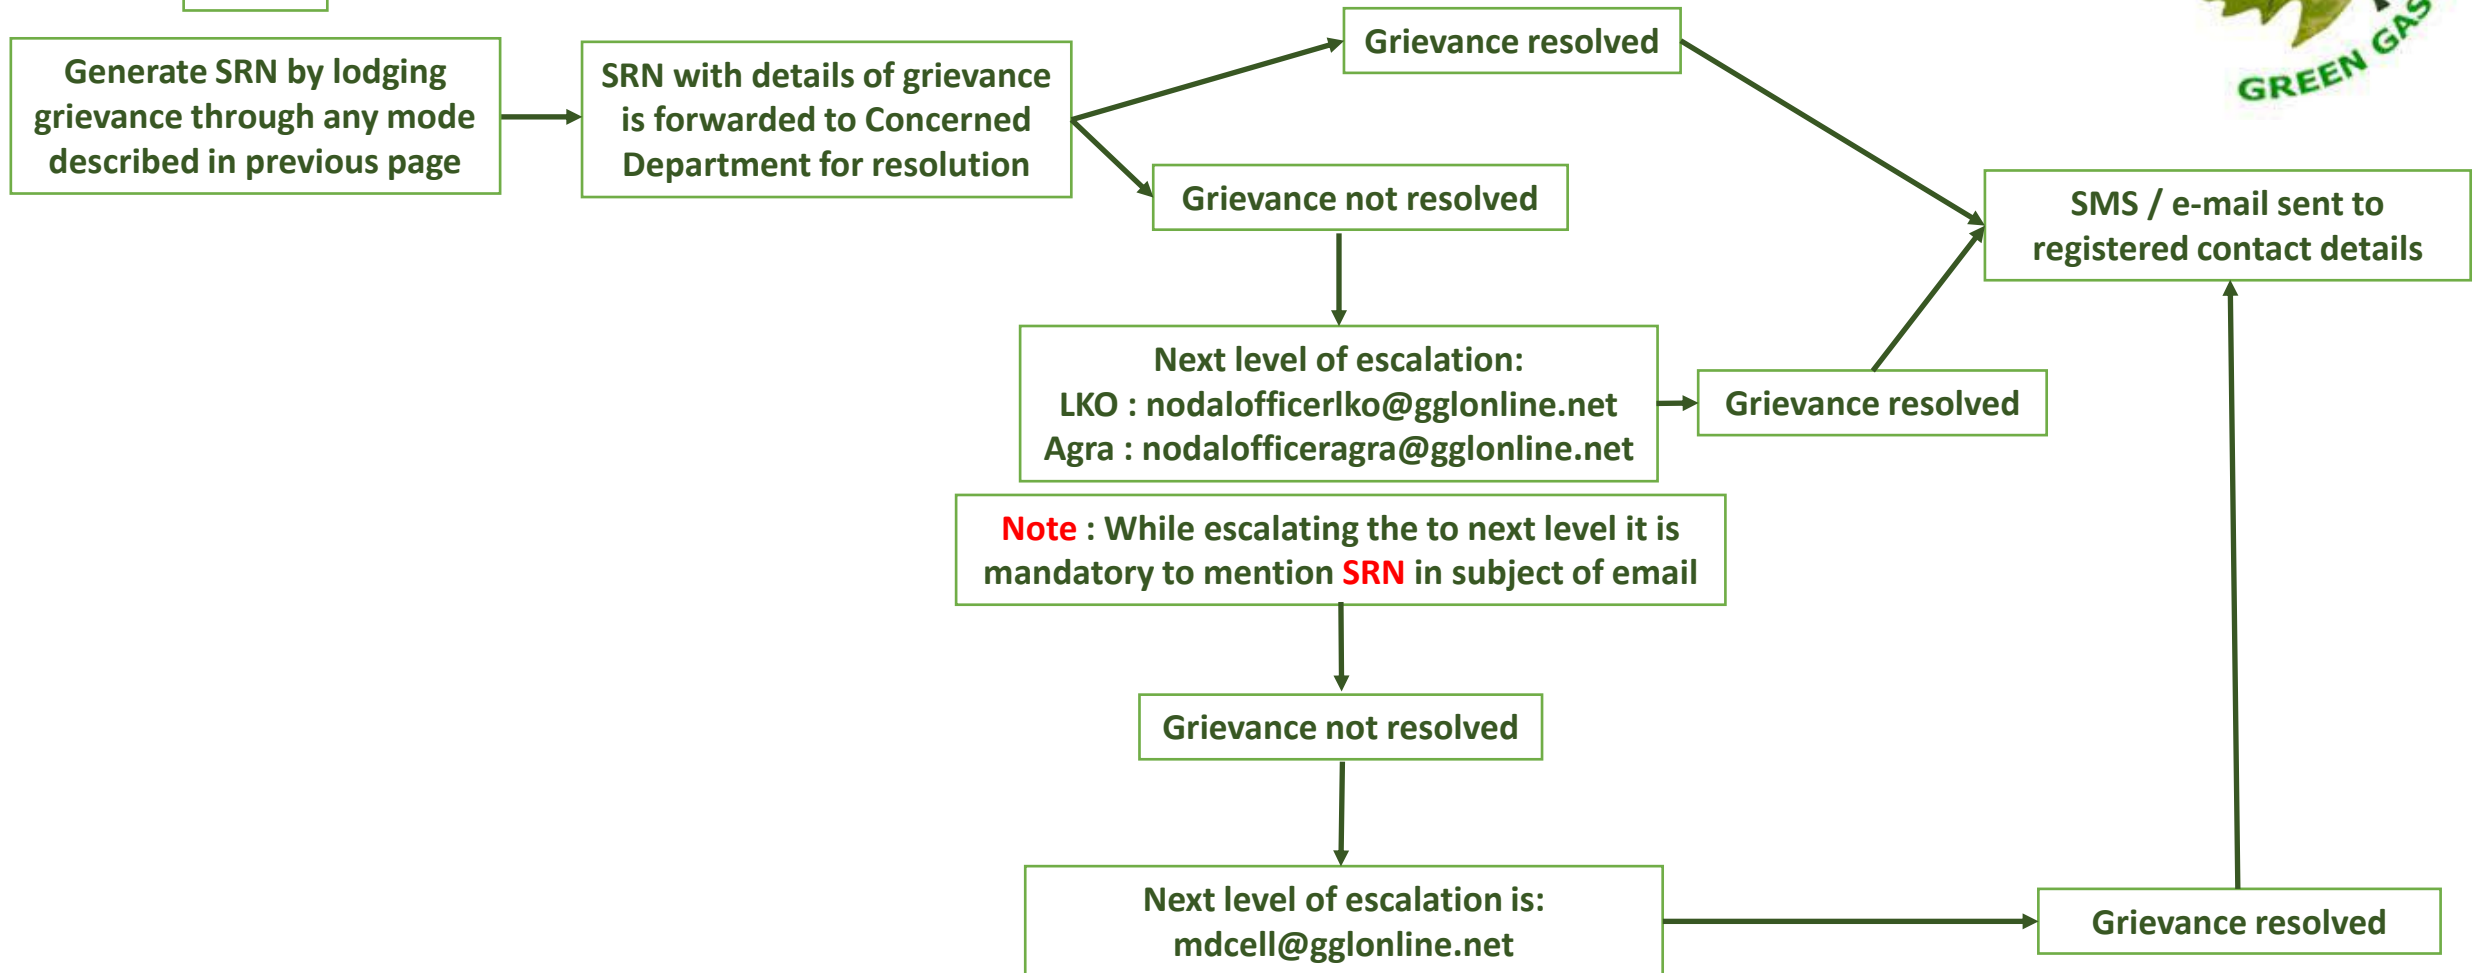 Generate SRN by lodging
grievance through any mode
described in previous page
SRN with details of grievance
is forwarded to Concerned
Department for resolution
Grievance resolved
Grievance not resolved
GREEN GAS
SMS / e-mail sent to
registered contact details
Next level of escalation:
LKO : nodalofficerlko@gglonline.net
Agra : nodalofficeragra@gglonline.net
Grievance resolved
Note : While escalating the to next level it is
mandatory to mention SRN in subject of email
Grievance not resolved
Next level of escalation is:
mdcell@gglonline.net
Grievance resolved